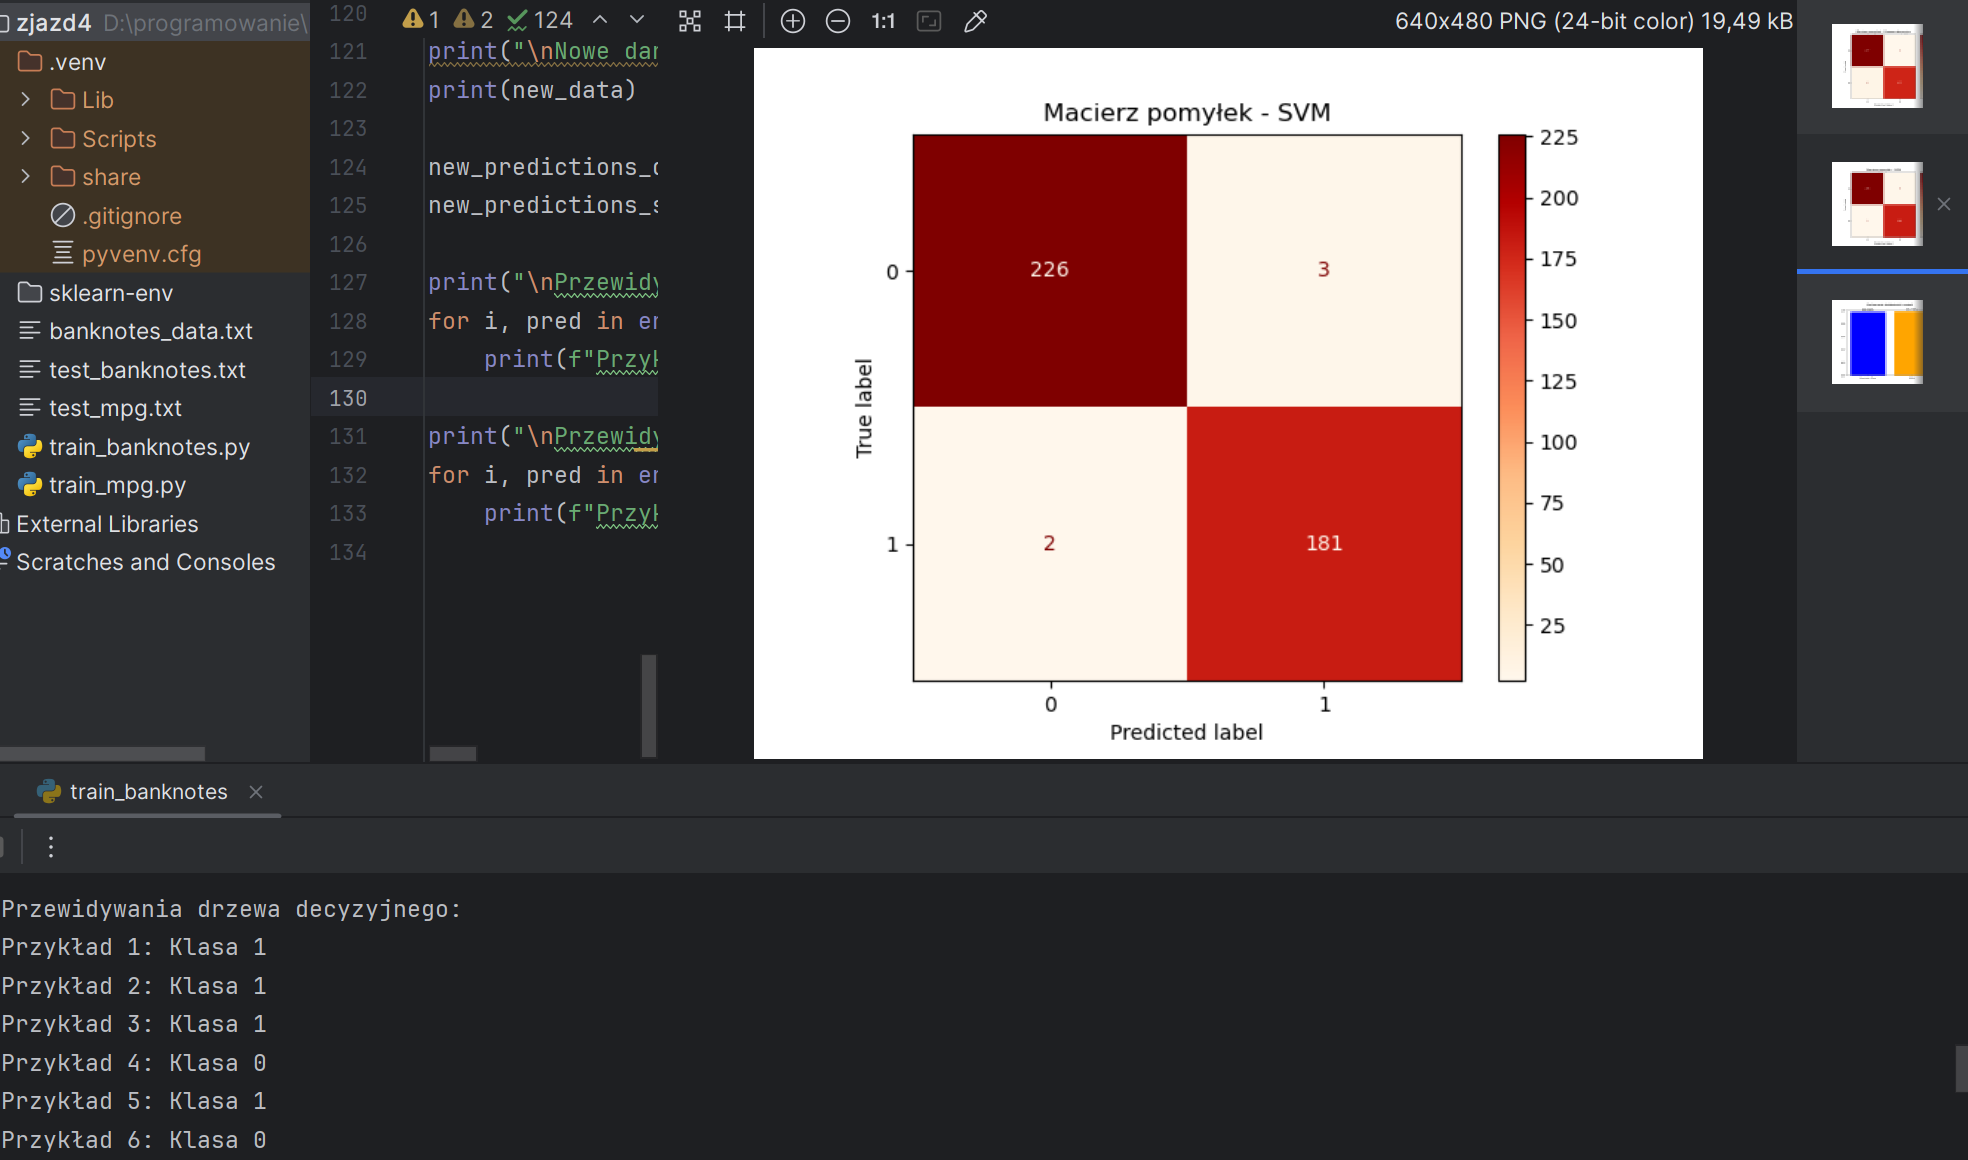 zjazd4 D:\programowanie\
.venv
Lib
Scripts
share
.gitignore
pyvenv.cfg
sklearn-env
banknotes_data.txt
test_banknotes.txt
test_mpg.txt
train_banknotes.py
train_mpg.py
External Libraries
Scratches and Consoles
1 2 124
120
121 print("\nNowe dan
122 print(new_data)
123
124 new_predictions_d
125 new_predictions_s
126
127 print("\nPrzewidy
128 for i, pred in en
129 print(f"Przyk
130
131 print("\nPrzewidy
132 for i, pred in en
133 print(f"Przyk
134
1:1
640x480 PNG (24-bit color) 19,49 kB
Macierz pomyłek - SVM
226 3
2 181
0
1
True label
0 1
Predicted label
225
200
175
150
125
100
75
50
25
train_banknotes
Przewidywania drzewa decyzyjnego:
Przykład 1: Klasa 1
Przykład 2: Klasa 1
Przykład 3: Klasa 1
Przykład 4: Klasa 0
Przykład 5: Klasa 1
Przykład 6: Klasa 0